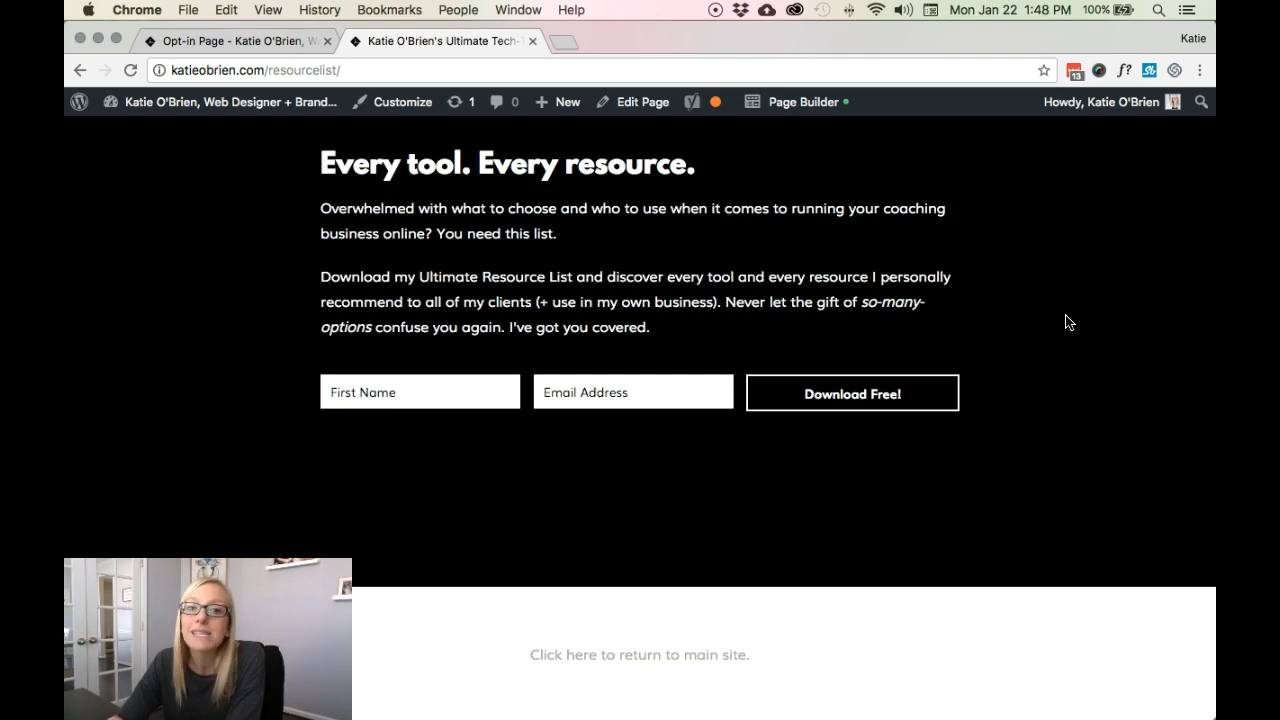 Chrome File Edit View History Bookmarks People Window Help Mon Jan 22 1:48 PM 100%
Opt-in Page - Katie O'Brien, W Katie O'Brien's Ultimate Tech- Katie
katieobrien.com/resourcelist/ 13 f?
Katie O'Brien, Web Designer + Brand... Customize 1 0 New Edit Page Page Builder Howdy, Katie O'Brien
Every tool. Every resource.
Overwhelmed with what to choose and who to use when it comes to running your coaching
business online? You need this list.
Download my Ultimate Resource List and discover every tool and every resource I personally
recommend to all of my clients (+ use in my own business). Never let the gift of so-many-
options confuse you again. I've got you covered.
First Name Email Address Download Free!
Click here to return to main site.